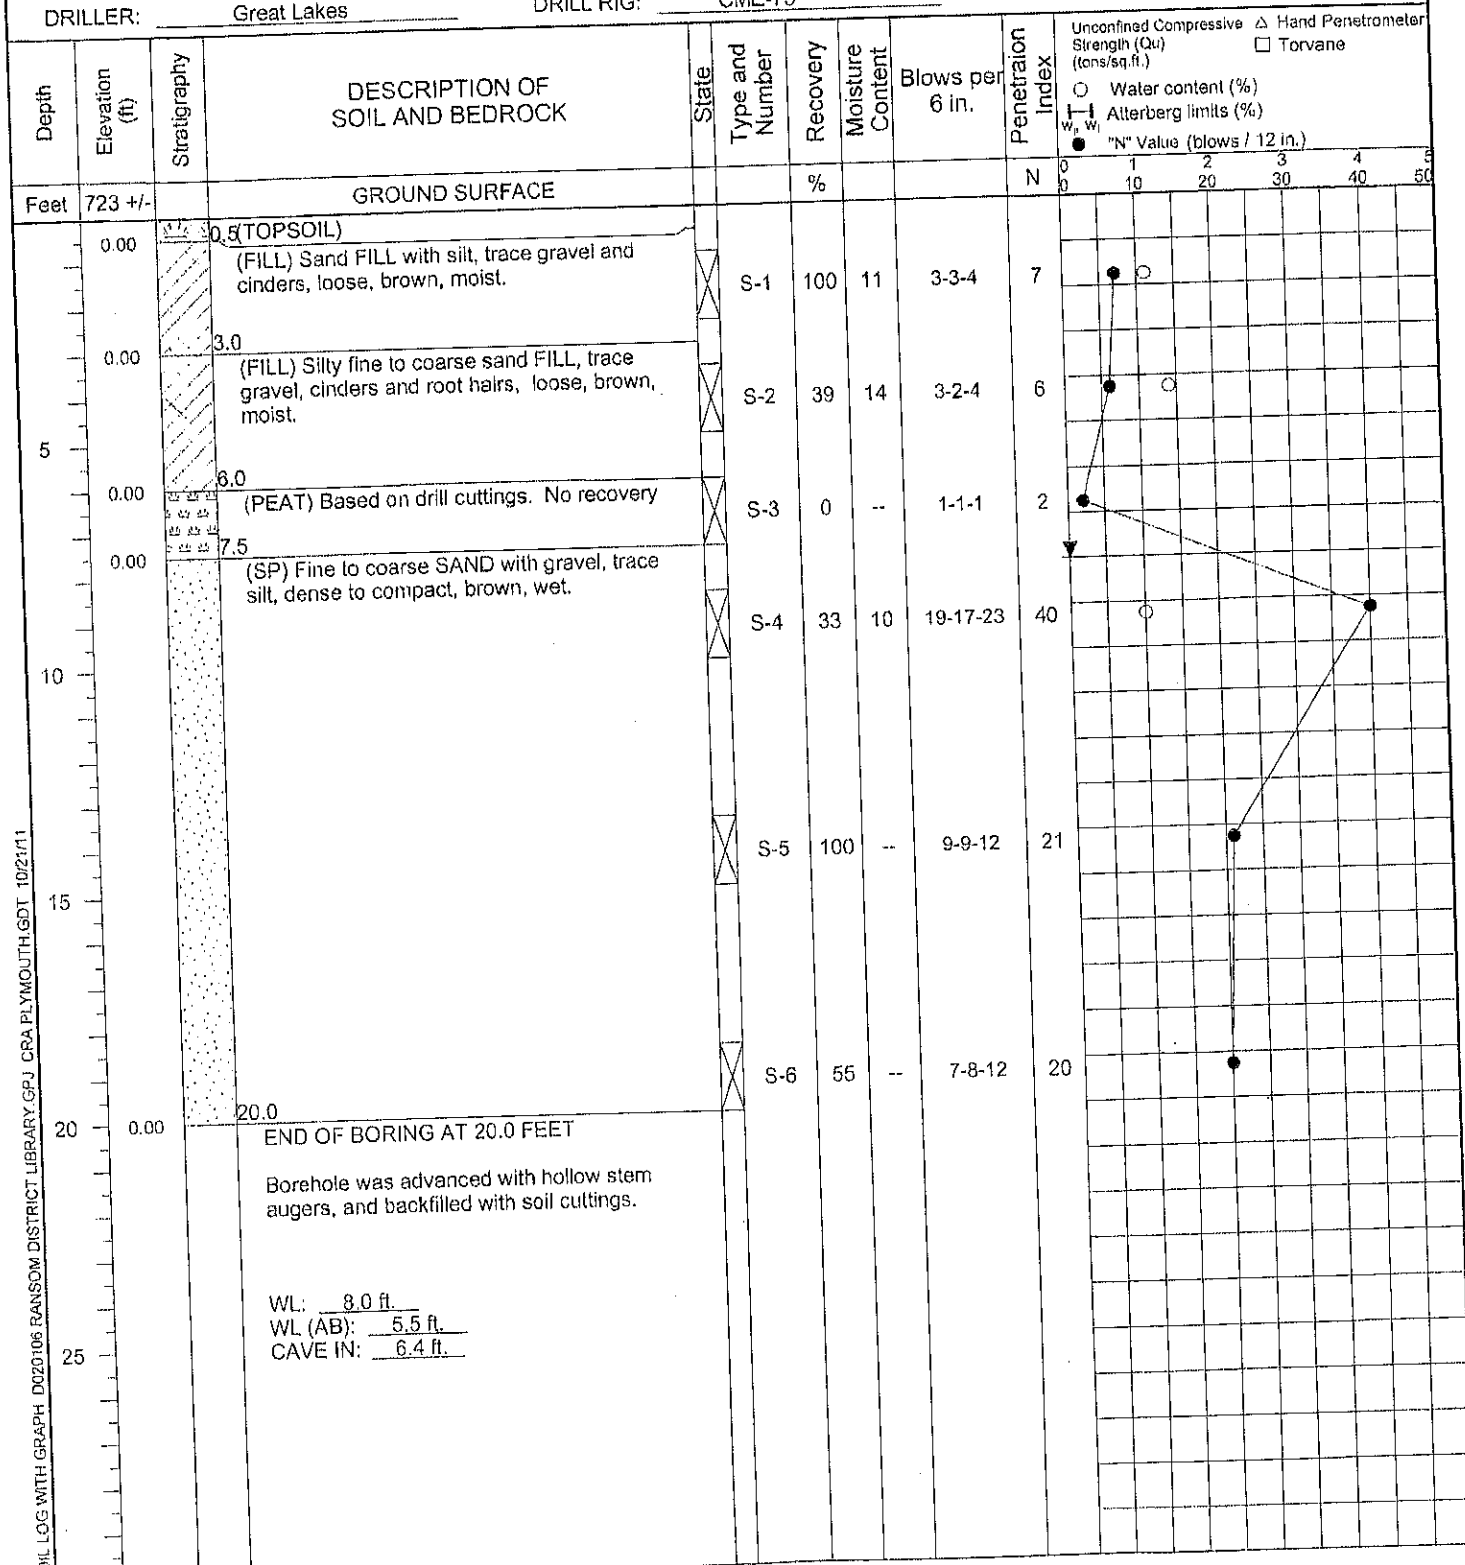 DRILLER: Great Lakes DRILL RIG: CME-75
Depth
Elevation (ft)
Stratigraphy
DESCRIPTION OF
SOIL AND BEDROCK
State
Type and Number
Recovery
Moisture Content
Blows per
6 in.
Penetraion Index
Unconfined Compressive △ Hand Penetrometer
Strength (Qu) □ Torvane
(tons/sq.ft.)
○ Water content (%)
Atterberg limits (%)
Wp Wl
● "N" Value (blows / 12 in.)
0 1 2 3 4 5
0 10 20 30 40 50
Feet 723 +/- GROUND SURFACE % N
0.00 0.5 (TOPSOIL)
(FILL) Sand FILL with silt, trace gravel and
cinders, loose, brown, moist.
S-1 100 11 3-3-4 7
3.0
0.00 (FILL) Silty fine to coarse sand FILL, trace
gravel, cinders and root hairs, loose, brown,
moist.
S-2 39 14 3-2-4 6
5
6.0
0.00 (PEAT) Based on drill cuttings. No recovery
S-3 0 -- 1-1-1 2
7.5
0.00 (SP) Fine to coarse SAND with gravel, trace
silt, dense to compact, brown, wet.
S-4 33 10 19-17-23 40
10
S-5 100 -- 9-9-12 21
15
S-6 55 -- 7-8-12 20
20.0
20 0.00 END OF BORING AT 20.0 FEET
Borehole was advanced with hollow stem
augers, and backfilled with soil cuttings.
WL: 8.0 ft.
WL (AB): 5.5 ft.
CAVE IN: 6.4 ft.
25
LOG WITH GRAPH D020106 RANSOM DISTRICT LIBRARY.GPJ CRA PLYMOUTH.GDT 10/21/11